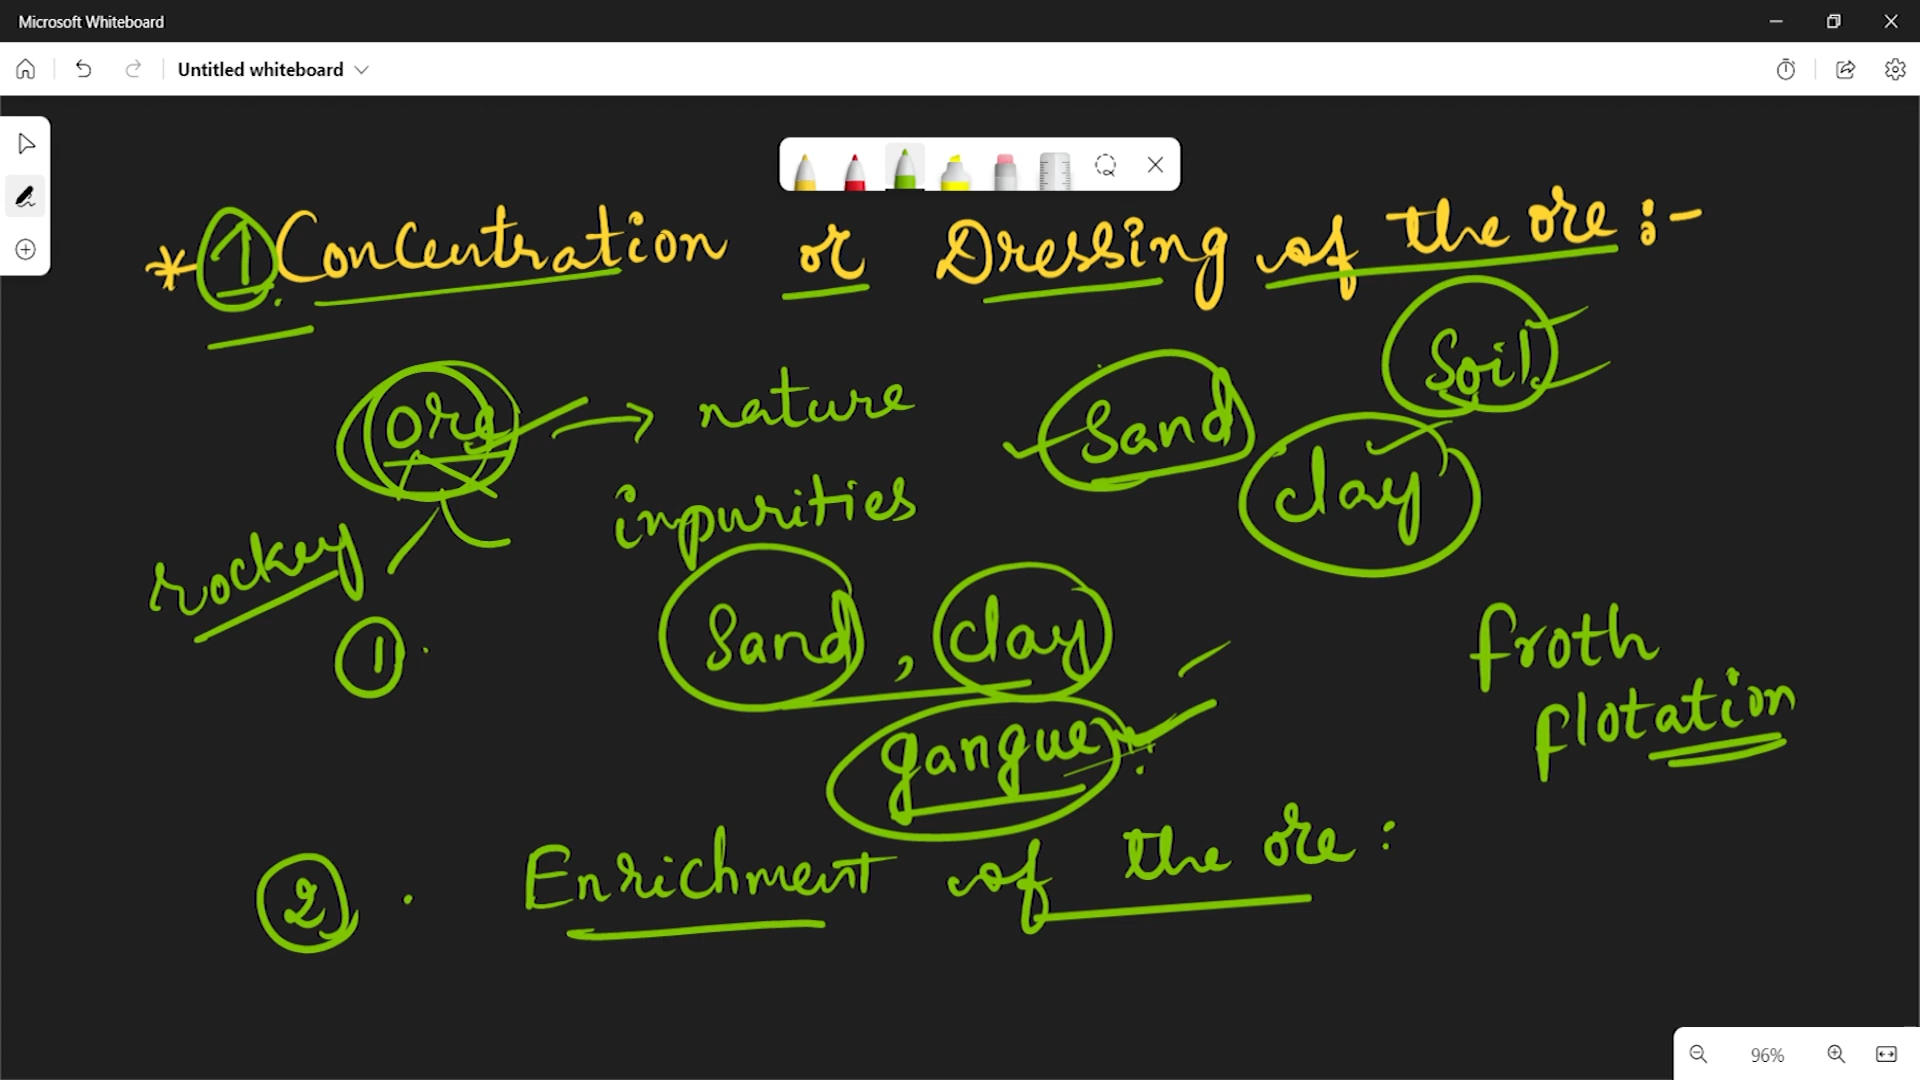 Microsoft Whiteboard
Untitled whiteboard
* 1. Concentration or Dressing of the ore :-
ore → nature
Sand
Soil
clay
impurities
rockey
1.
Sand, clay
gangue
froth
flotation
2. Enrichment of the ore :
96%